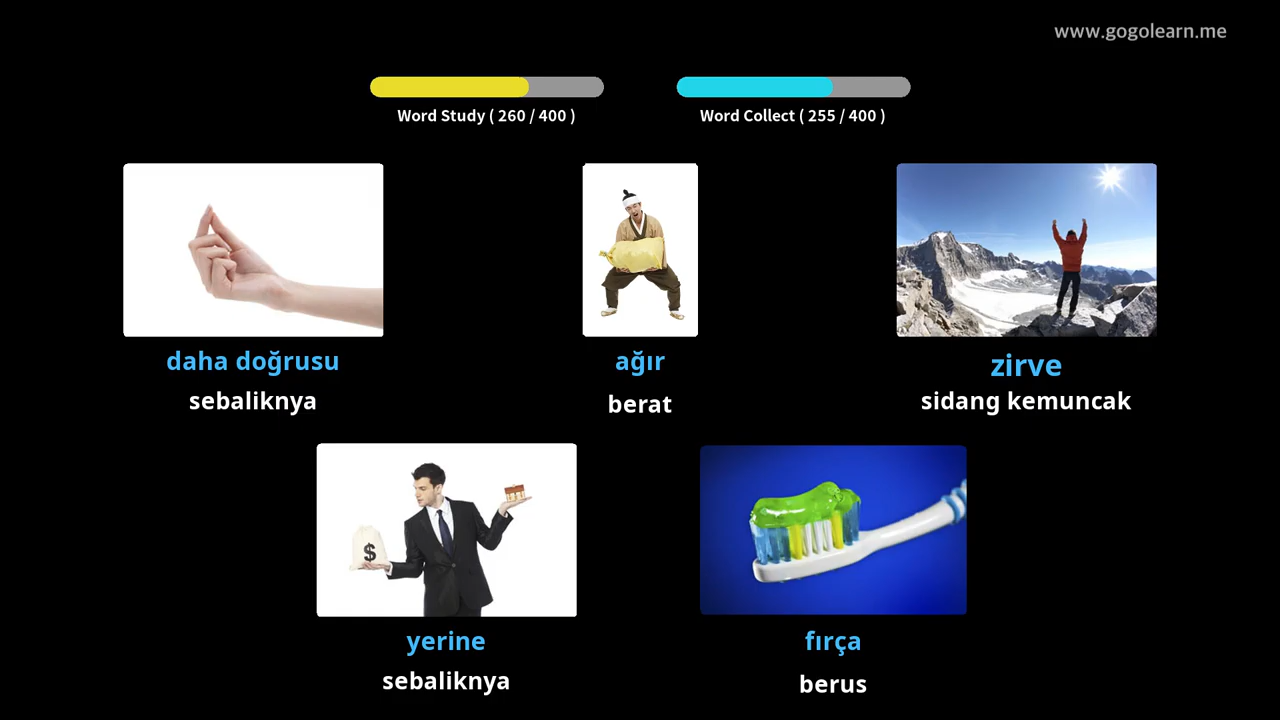 www.gogolearn.me
Word Study ( 260 / 400 )
Word Collect ( 255 / 400 )
daha doğrusu
sebaliknya
ağır
berat
zirve
sidang kemuncak
$
yerine
sebaliknya
fırça
berus